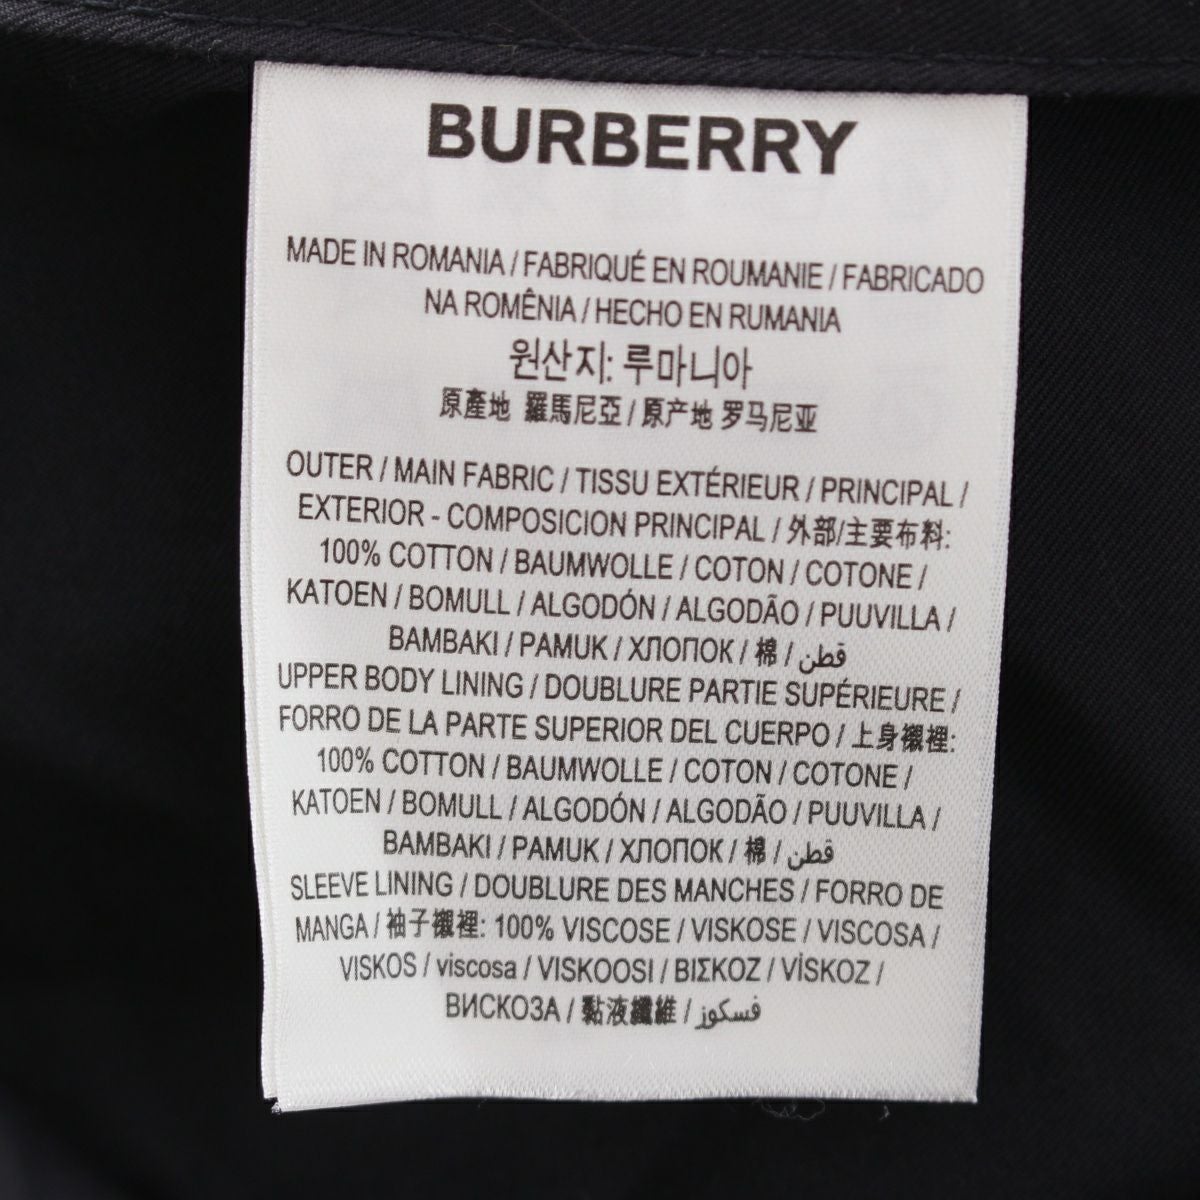 BURBERRY
MADE IN ROMANIA / FABRIQUÉ EN ROUMANIE / FABRICADO
NA ROMÊNIA / HECHO EN RUMANIA
원산지: 루마니아
原產地 羅馬尼亞 / 原产地 罗马尼亚
OUTER / MAIN FABRIC / TISSU EXTÉRIEUR / PRINCIPAL /
EXTERIOR - COMPOSICION PRINCIPAL / 外部/主要布料:
100% COTTON / BAUMWOLLE / COTON / COTONE /
KATOEN / BOMULL / ALGODÓN / ALGODÃO / PUUVILLA /
BAMBAKI / PAMUK / ХЛОПОК / 棉 / قطن
UPPER BODY LINING / DOUBLURE PARTIE SUPÉRIEURE /
FORRO DE LA PARTE SUPERIOR DEL CUERPO / 上身襯裡:
100% COTTON / BAUMWOLLE / COTON / COTONE /
KATOEN / BOMULL / ALGODÓN / ALGODÃO / PUUVILLA /
BAMBAKI / PAMUK / ХЛОПОК / 棉 / قطن
SLEEVE LINING / DOUBLURE DES MANCHES / FORRO DE
MANGA / 袖子襯裡: 100% VISCOSE / VISKOSE / VISCOSA /
VISKOS / viscosa / VISKOOSI / ΒΙΣΚΟΖ / VİSKOZ /
ВИСКОЗА / 黏液纖維 / فسكوز